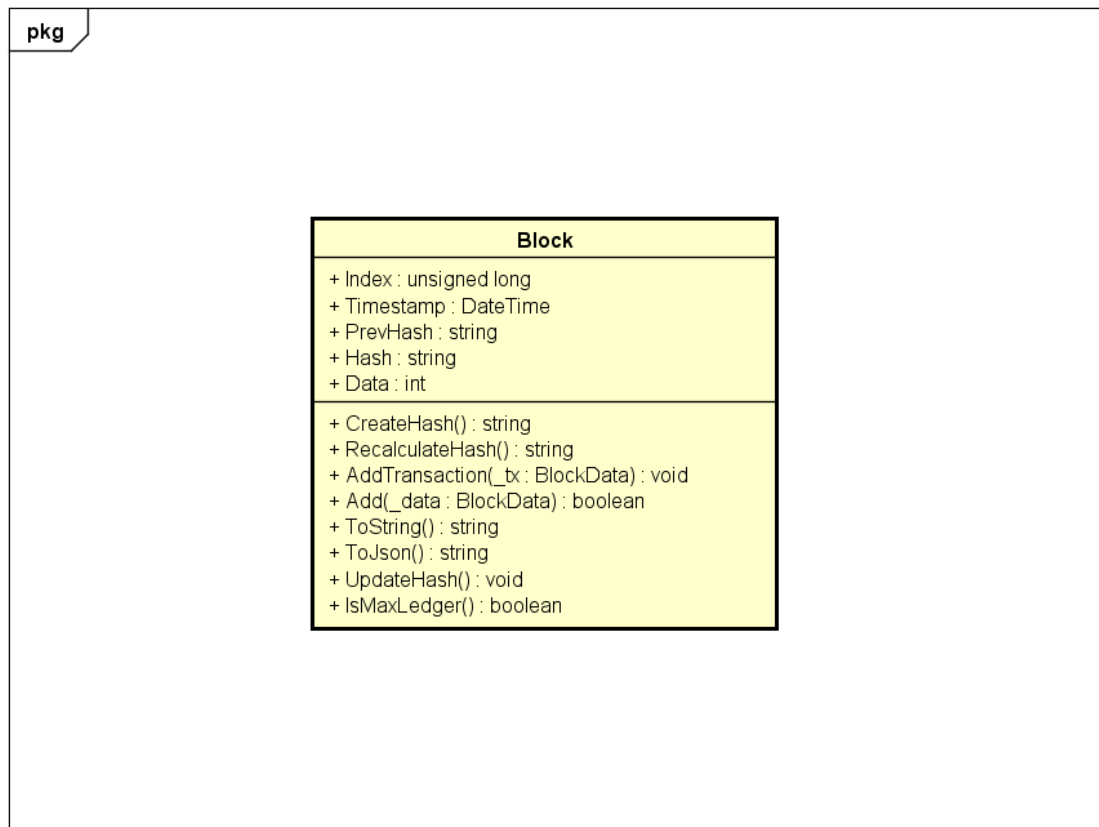 pkg
Block
+ Index : unsigned long
+ Timestamp : DateTime
+ PrevHash : string
+ Hash : string
+ Data : int
+ CreateHash() : string
+ RecalculateHash() : string
+ AddTransaction(_tx : BlockData) : void
+ Add(_data : BlockData) : boolean
+ ToString() : string
+ ToJson() : string
+ UpdateHash() : void
+ IsMaxLedger() : boolean